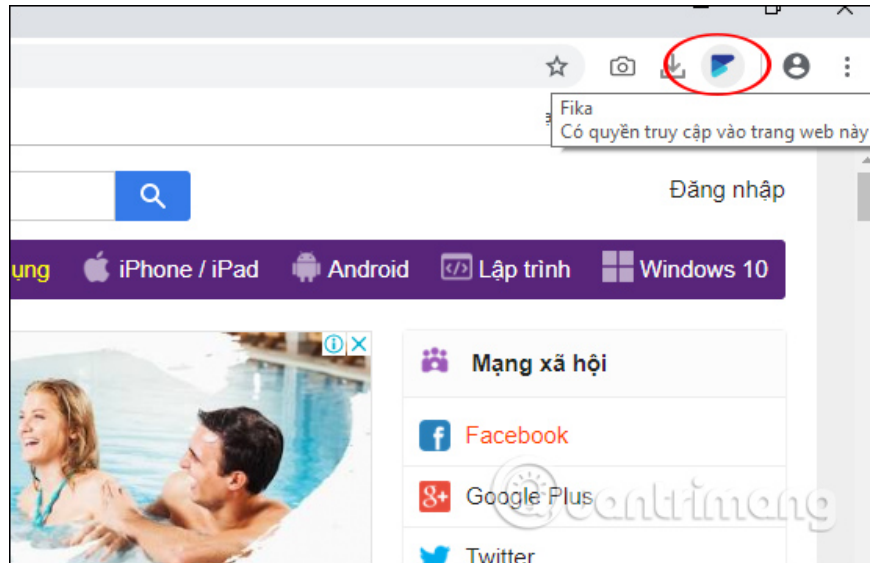 Fika
Có quyền truy cập vào trang web này
Đăng nhập
ụng iPhone / iPad Android Lập trình Windows 10
Mạng xã hội
Facebook
Google Plus
uantrimang
Twitter